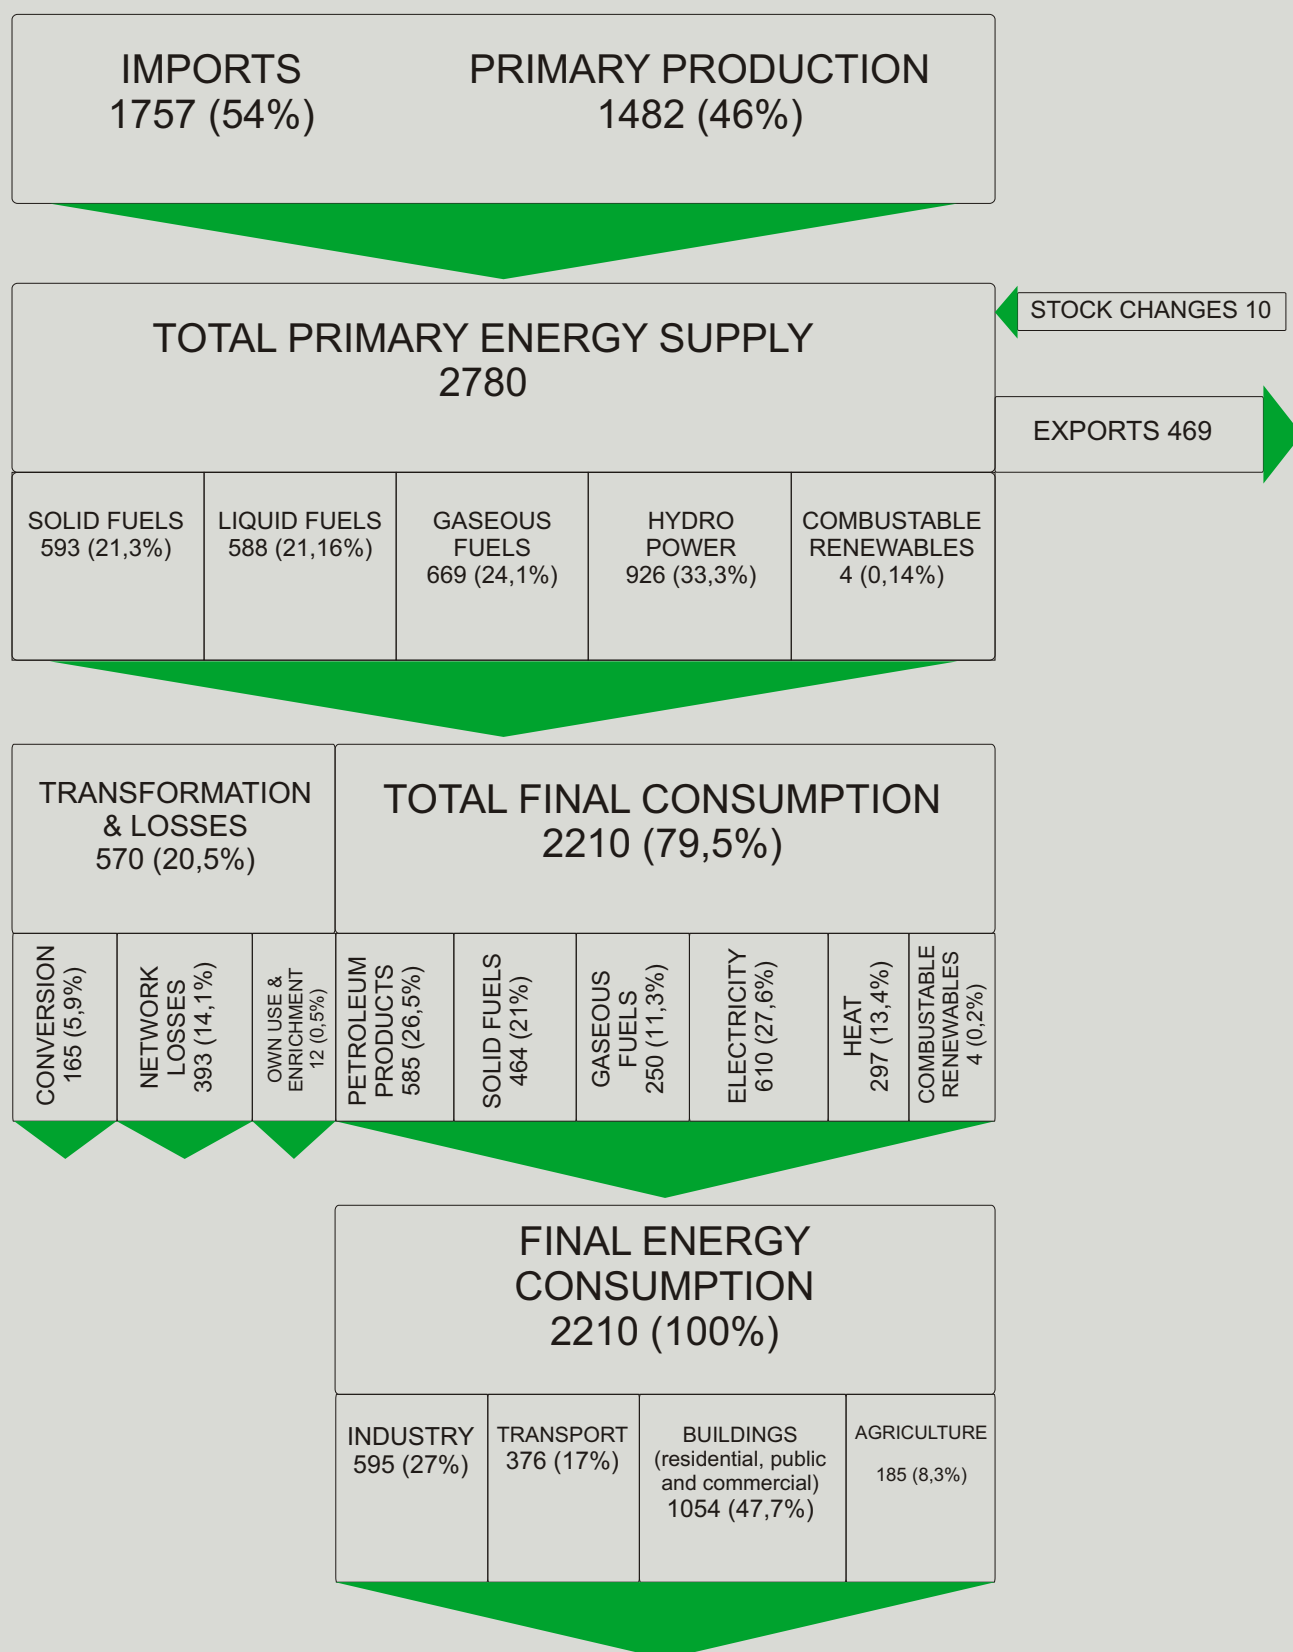 IMPORTS
1757 (54%)
PRIMARY PRODUCTION
1482 (46%)
TOTAL PRIMARY ENERGY SUPPLY
2780
STOCK CHANGES 10
EXPORTS 469
SOLID FUELS
593 (21,3%)
LIQUID FUELS
588 (21,16%)
GASEOUS
FUELS
669 (24,1%)
HYDRO
POWER
926 (33,3%)
COMBUSTABLE
RENEWABLES
4 (0,14%)
TRANSFORMATION
& LOSSES
570 (20,5%)
TOTAL FINAL CONSUMPTION
2210 (79,5%)
CONVERSION
165 (5,9%)
NETWORK
LOSSES
393 (14,1%)
OWN USE &
ENRICHMENT
12 (0,5%)
PETROLEUM
PRODUCTS
585 (26,5%)
SOLID FUELS
464 (21%)
GASEOUS
FUELS
250 (11,3%)
ELECTRICITY
610 (27,6%)
HEAT
297 (13,4%)
COMBUSTABLE
RENEWABLES
4 (0,2%)
FINAL ENERGY
CONSUMPTION
2210 (100%)
INDUSTRY
595 (27%)
TRANSPORT
376 (17%)
BUILDINGS
(residential, public
and commercial)
1054 (47,7%)
AGRICULTURE
185 (8,3%)